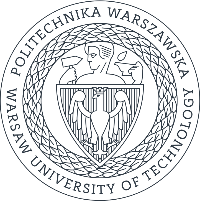 POLITECHNIKA WARSZAWSKA
WARSAW UNIVERSITY OF TECHNOLOGY